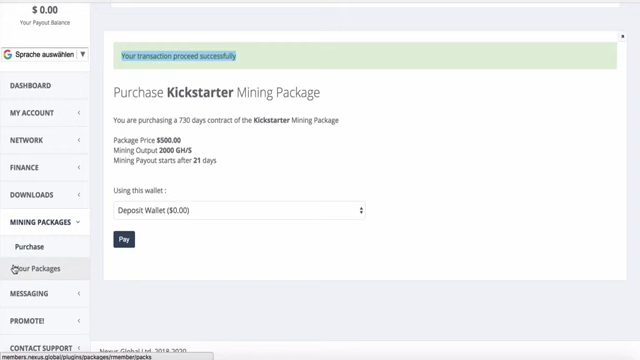 $ 0.00
Your Payout Balance
G Sprache auswählen ▼
DASHBOARD
MY ACCOUNT
NETWORK
FINANCE
DOWNLOADS
MINING PACKAGES
Purchase
Your Packages
MESSAGING
PROMOTE!
CONTACT SUPPORT
Your transaction proceed successfully
Purchase Kickstarter Mining Package
You are purchasing a 730 days contract of the Kickstarter Mining Package
Package Price $500.00
Mining Output 2000 GH/S
Mining Payout starts after 21 days
Using this wallet :
Deposit Wallet ($0.00)
Pay
Nexus Global Ltd. 2018-2020
members.nexus.global/plugins/packages/rmember/packs